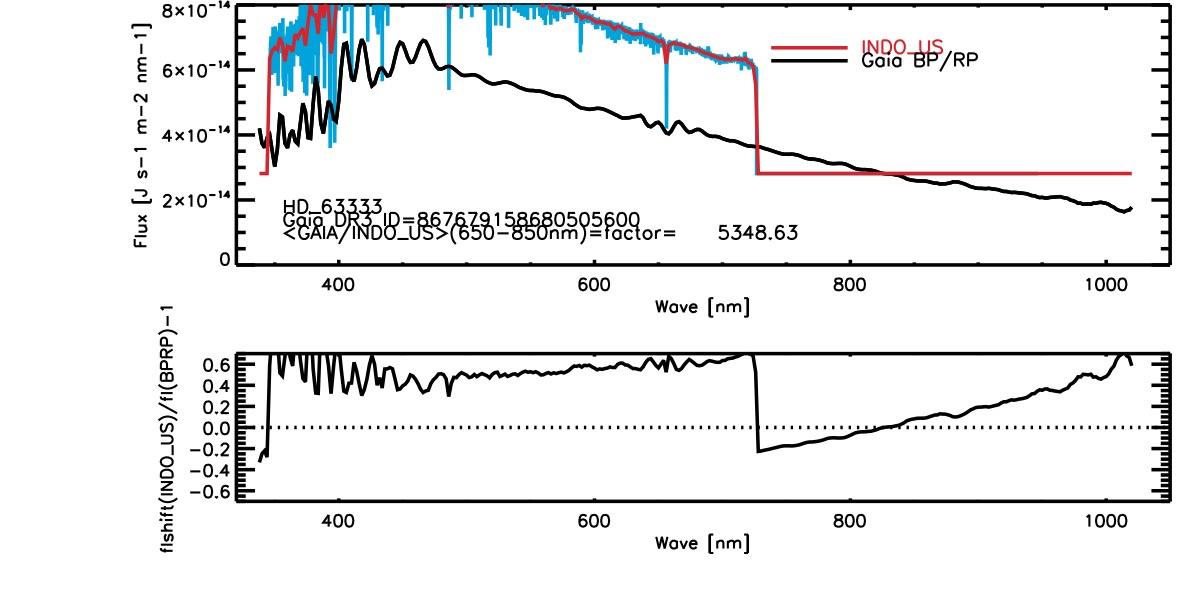 8×10−14
6×10−14
4×10−14
2×10−14
0
Flux [J s−1 m−2 nm−1]
INDO_US
Gaia BP/RP
HD_63333
Gaia DR3 ID=867679158680505600
<GAIA/INDO_US>(650−850nm)=factor= 5348.63
400 600 800 1000
Wave [nm]
0.6
0.4
0.2
0.0
−0.2
−0.4
−0.6
flshift(INDO_US)/fl(BPRP)−1
400 600 800 1000
Wave [nm]